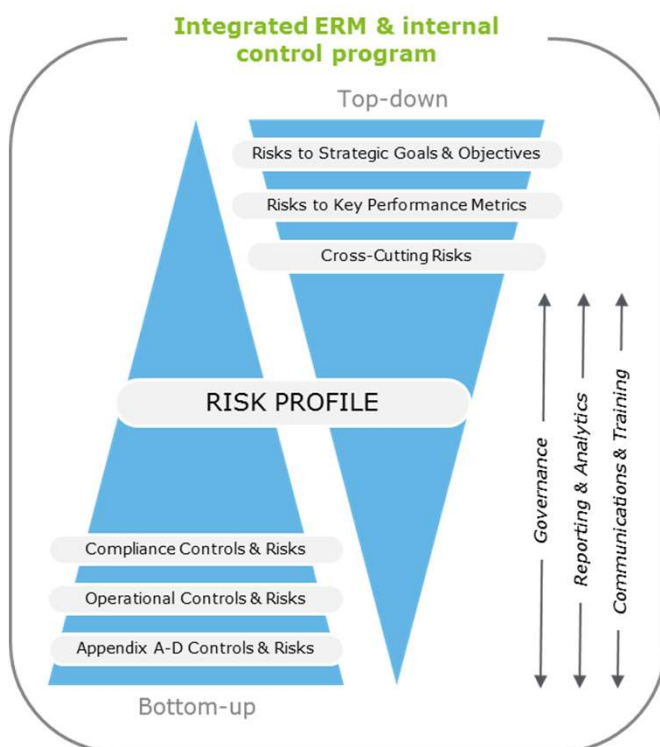 Integrated ERM & internal
control program
Top-down
Risks to Strategic Goals & Objectives
Risks to Key Performance Metrics
Cross-Cutting Risks
RISK PROFILE
Governance
Reporting & Analytics
Communications & Training
Compliance Controls & Risks
Operational Controls & Risks
Appendix A-D Controls & Risks
Bottom-up